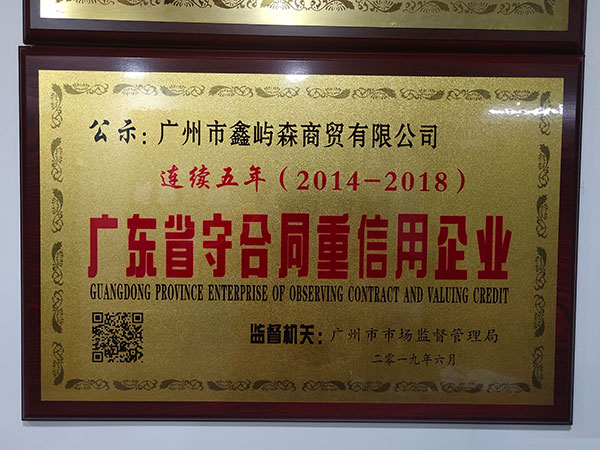 公示：广州市鑫屿森商贸有限公司
连续五年（2014-2018）
广东省守合同重信用企业
GUANGDONG PROVINCE ENTERPRISE OF OBSERVING CONTRACT AND VALUING CREDIT
监督机关：广州市市场监督管理局
二零一九年六月